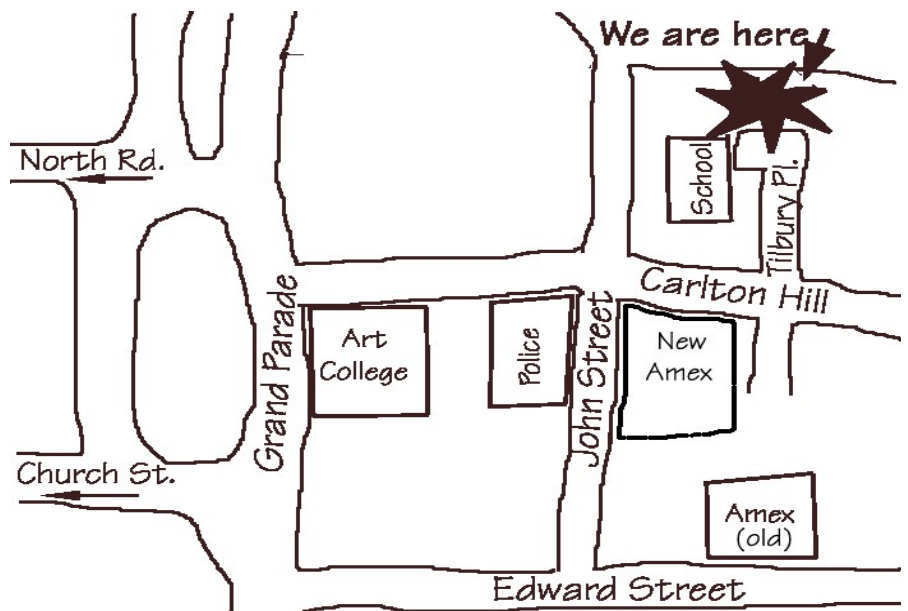 We are here
North Rd.
School
Tilbury Pl.
Carlton Hill
Grand Parade
Art
College
Police
John Street
New
Amex
Church St.
Amex
(old)
Edward Street